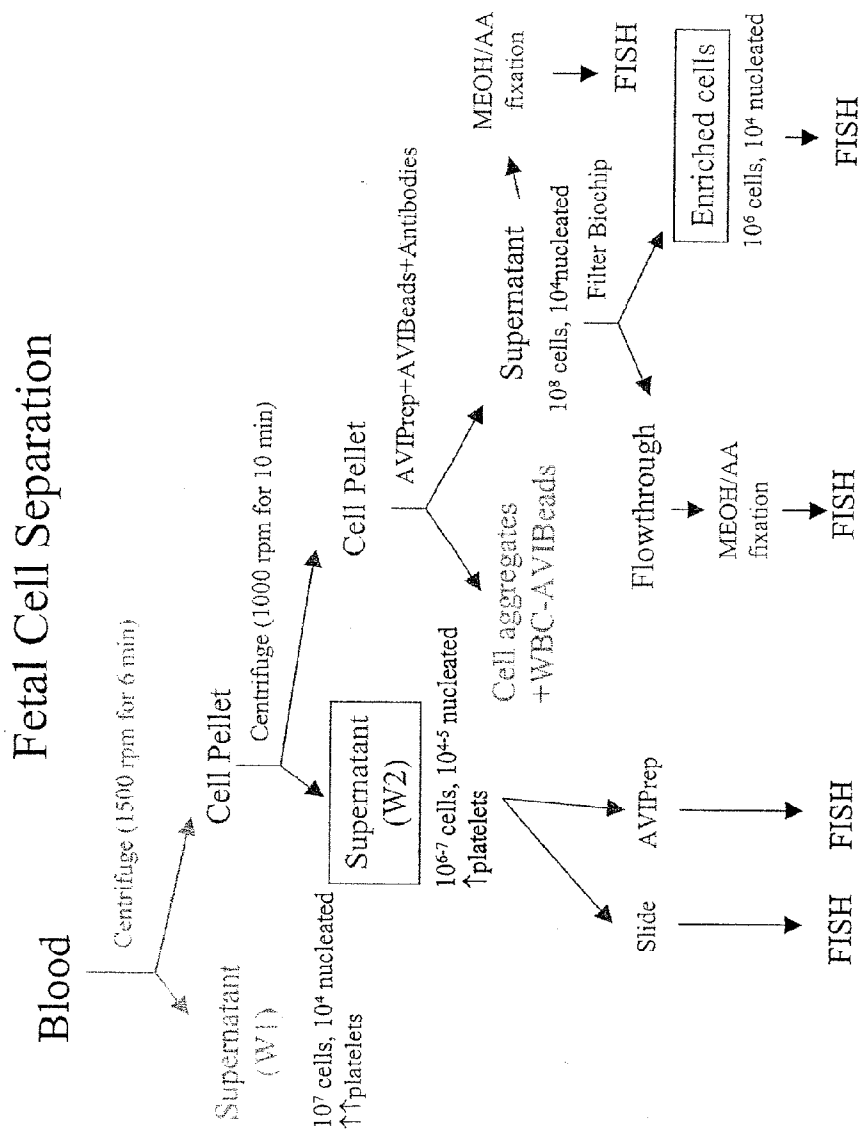 Fetal Cell Separation
Blood
Centrifuge (1500 rpm for 6 min)
Supernatant
(W1)
10⁷ cells, 10⁴ nucleated
↑↑platelets
Cell Pellet
Centrifuge (1000 rpm for 10 min)
Supernatant
(W2)
10⁶⁻⁷ cells, 10⁴⁻⁵ nucleated
↑platelets
Slide
FISH
AVIPrep
FISH
Cell Pellet
AVIPrep+AVIBeads+Antibodies
Cell aggregates
+WBC-AVIBeads
Supernatant
10⁸ cells, 10⁴nucleated
MEOH/AA
fixation
FISH
Filter Biochip
Flowthrough
MEOH/AA
fixation
FISH
Enriched cells
10⁶ cells, 10⁴ nucleated
FISH